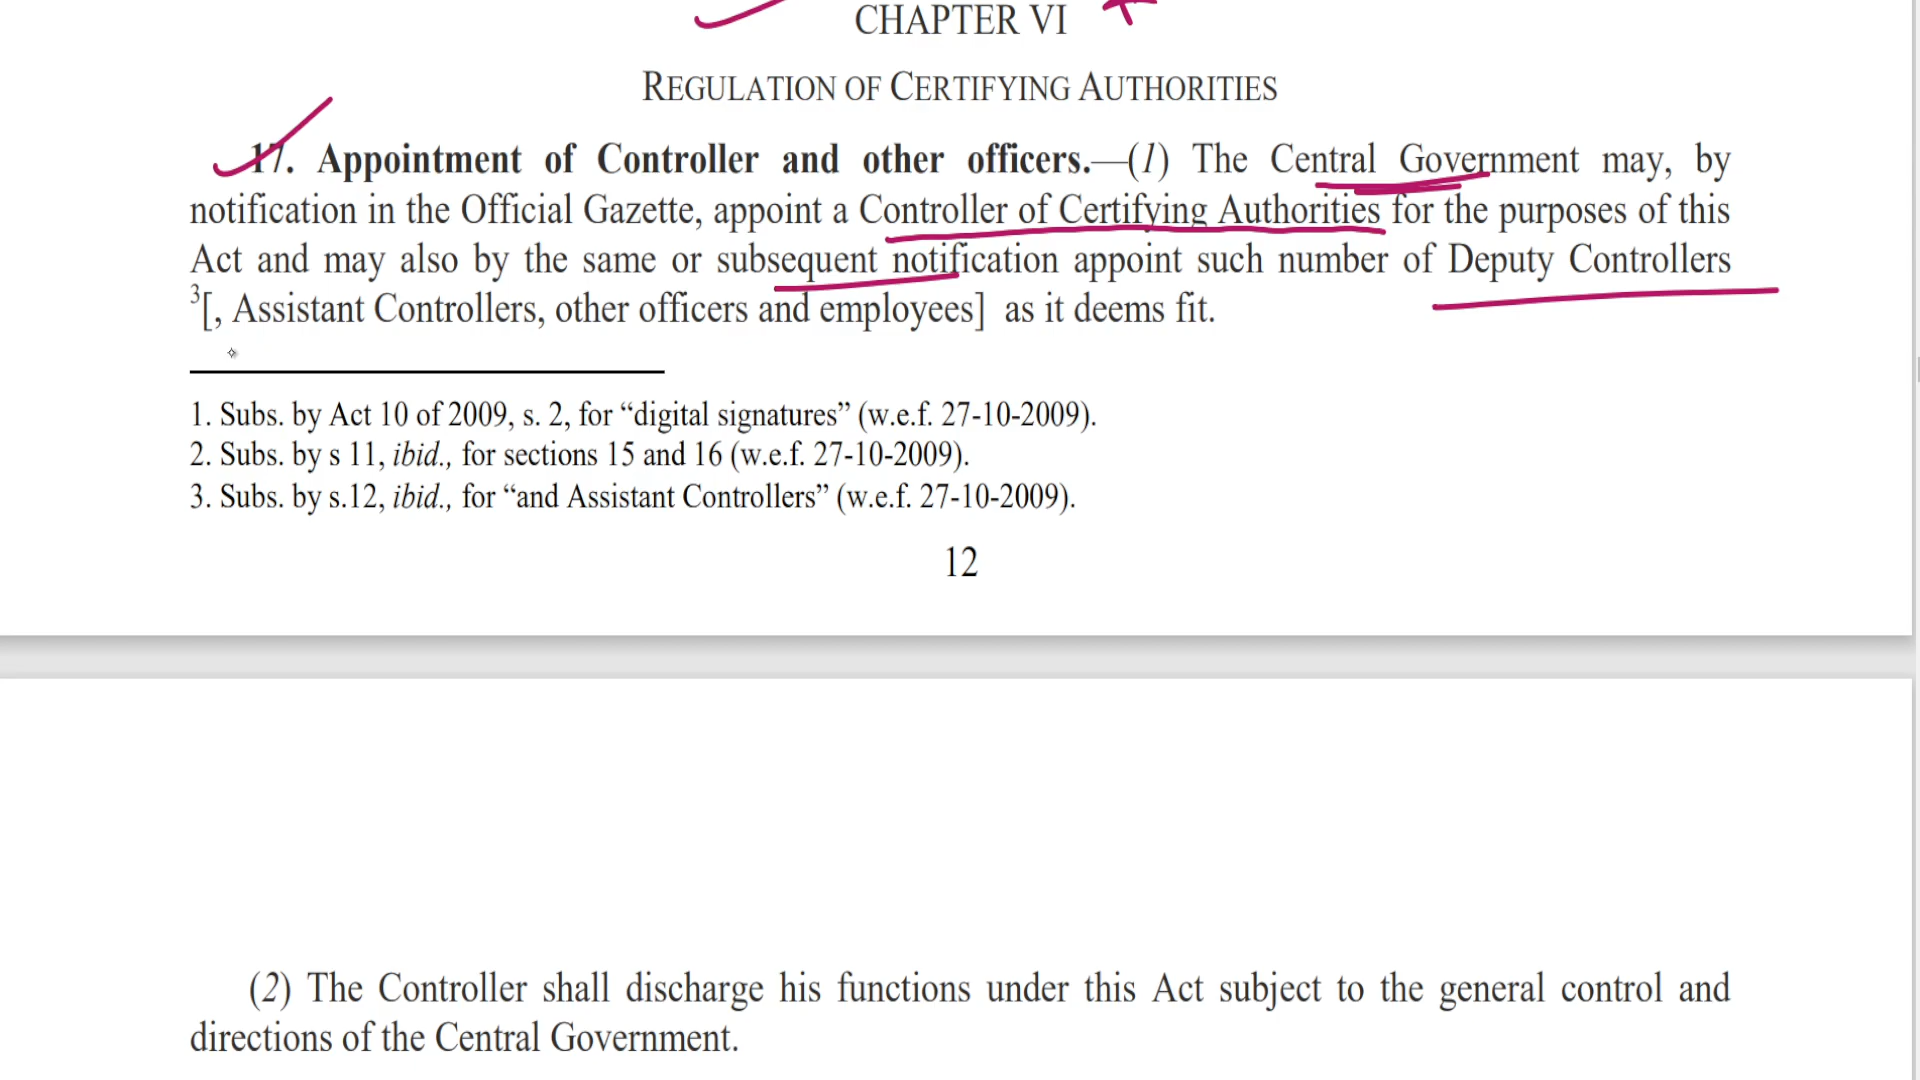 CHAPTER VI
REGULATION OF CERTIFYING AUTHORITIES
17. Appointment of Controller and other officers.—(1) The Central Government may, by
notification in the Official Gazette, appoint a Controller of Certifying Authorities for the purposes of this
Act and may also by the same or subsequent notification appoint such number of Deputy Controllers
3[, Assistant Controllers, other officers and employees] as it deems fit.
1. Subs. by Act 10 of 2009, s. 2, for “digital signatures” (w.e.f. 27-10-2009).
2. Subs. by s 11, ibid., for sections 15 and 16 (w.e.f. 27-10-2009).
3. Subs. by s.12, ibid., for “and Assistant Controllers” (w.e.f. 27-10-2009).
12
(2) The Controller shall discharge his functions under this Act subject to the general control and
directions of the Central Government.